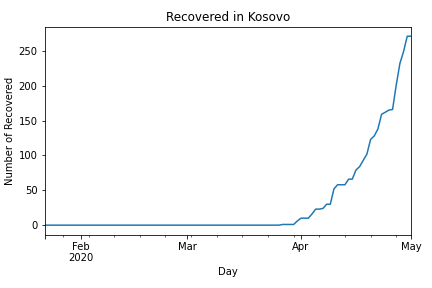 Recovered in Kosovo
Number of Recovered
250
200
150
100
50
0
Feb
2020
Mar
Apr
May
Day